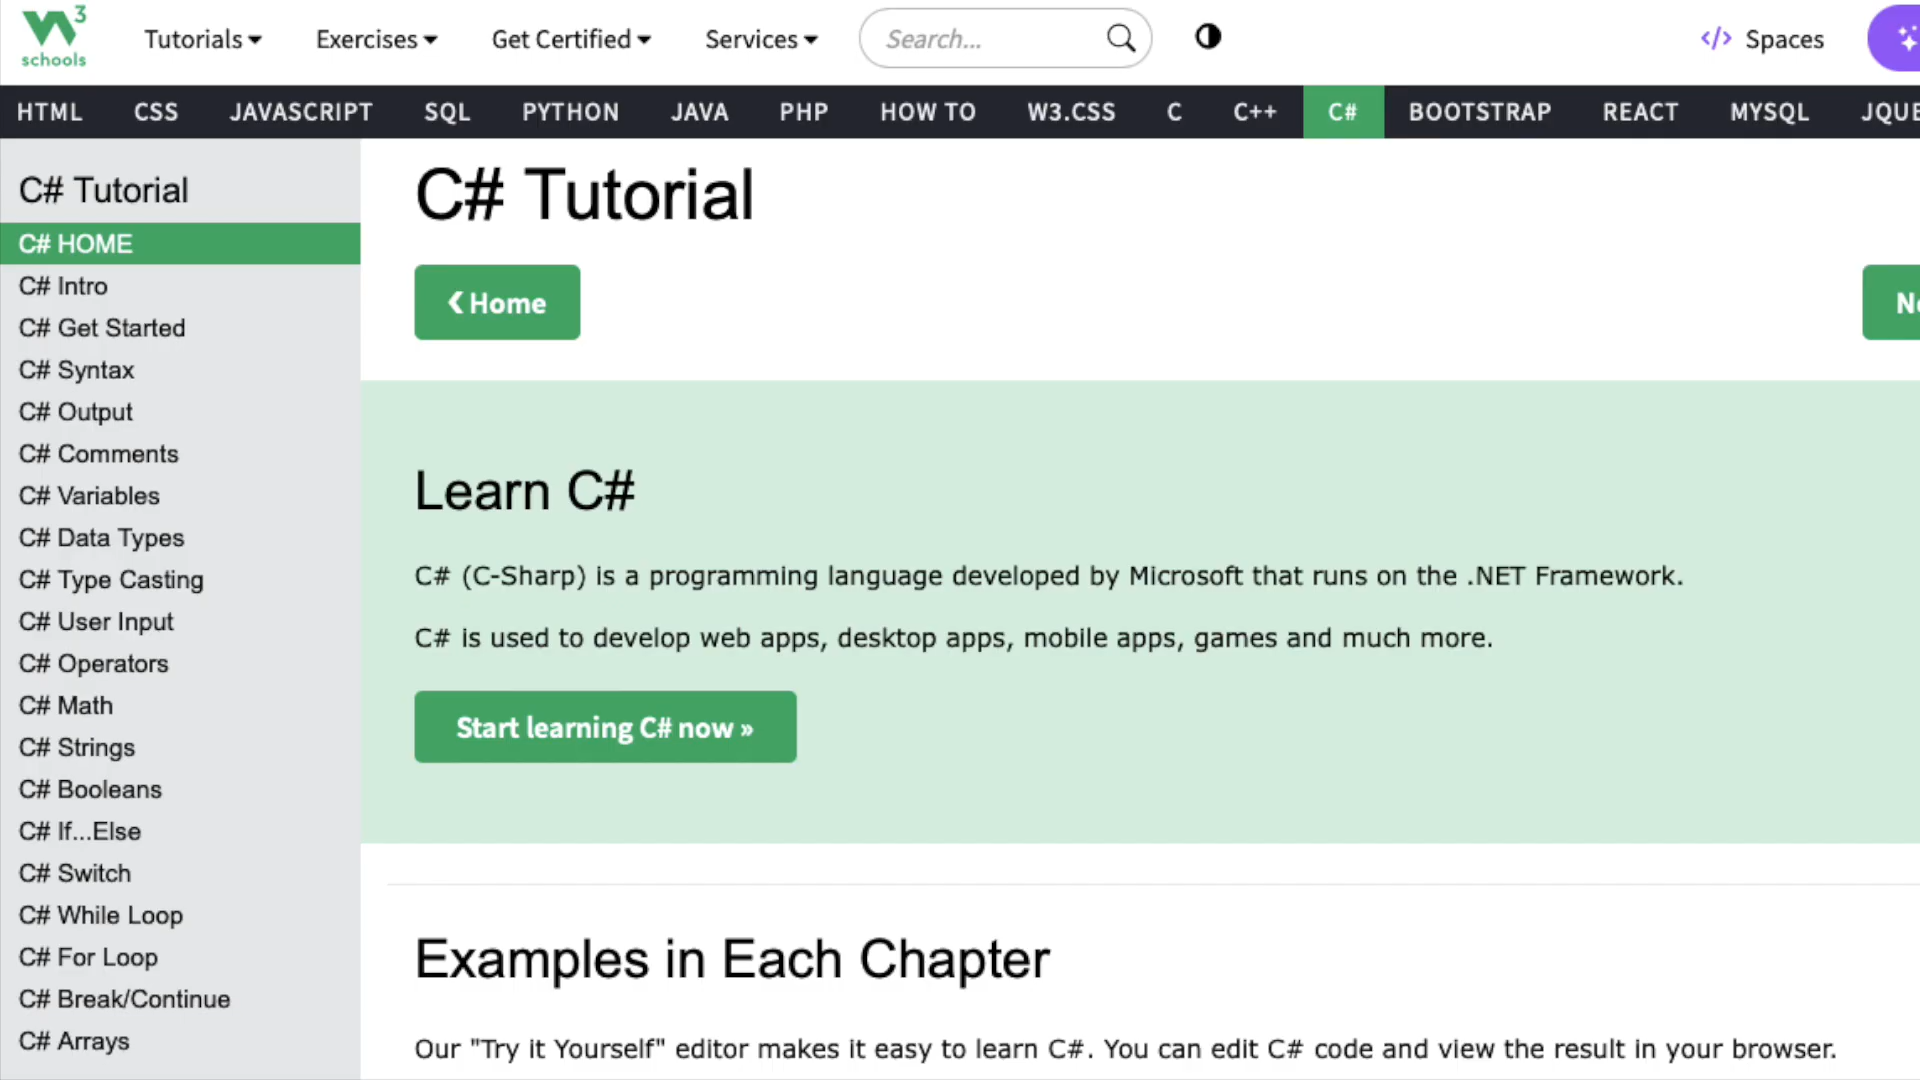 W3 schools
Tutorials Exercises Get Certified Services Search... </> Spaces
HTML CSS JAVASCRIPT SQL PYTHON JAVA PHP HOW TO W3.CSS C C++ C# BOOTSTRAP REACT MYSQL JQUE
C# Tutorial
C# HOME
C# Intro
C# Get Started
C# Syntax
C# Output
C# Comments
C# Variables
C# Data Types
C# Type Casting
C# User Input
C# Operators
C# Math
C# Strings
C# Booleans
C# If...Else
C# Switch
C# While Loop
C# For Loop
C# Break/Continue
C# Arrays
C# Tutorial
❮ Home
Learn C#
C# (C-Sharp) is a programming language developed by Microsoft that runs on the .NET Framework.
C# is used to develop web apps, desktop apps, mobile apps, games and much more.
Start learning C# now »
Examples in Each Chapter
Our "Try it Yourself" editor makes it easy to learn C#. You can edit C# code and view the result in your browser.